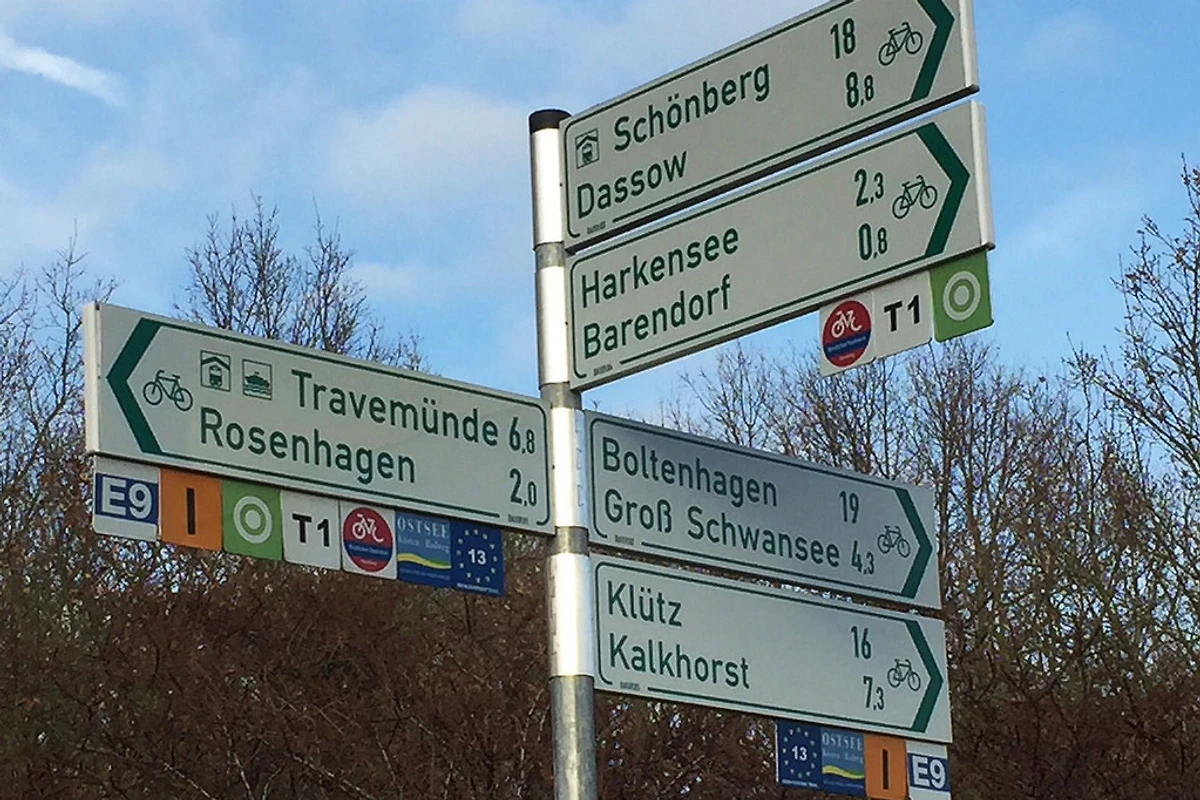 Schönberg 18
Dassow 8,8
Harkensee 2,3
Barendorf 0,8
T1
Travemünde 6,8
Rosenhagen 2,0
E9 I T1 OSTSEE 13
Boltenhagen 19
Groß Schwansee 4,3
Klütz 16
Kalkhorst 7,3
13 OSTSEE I E9